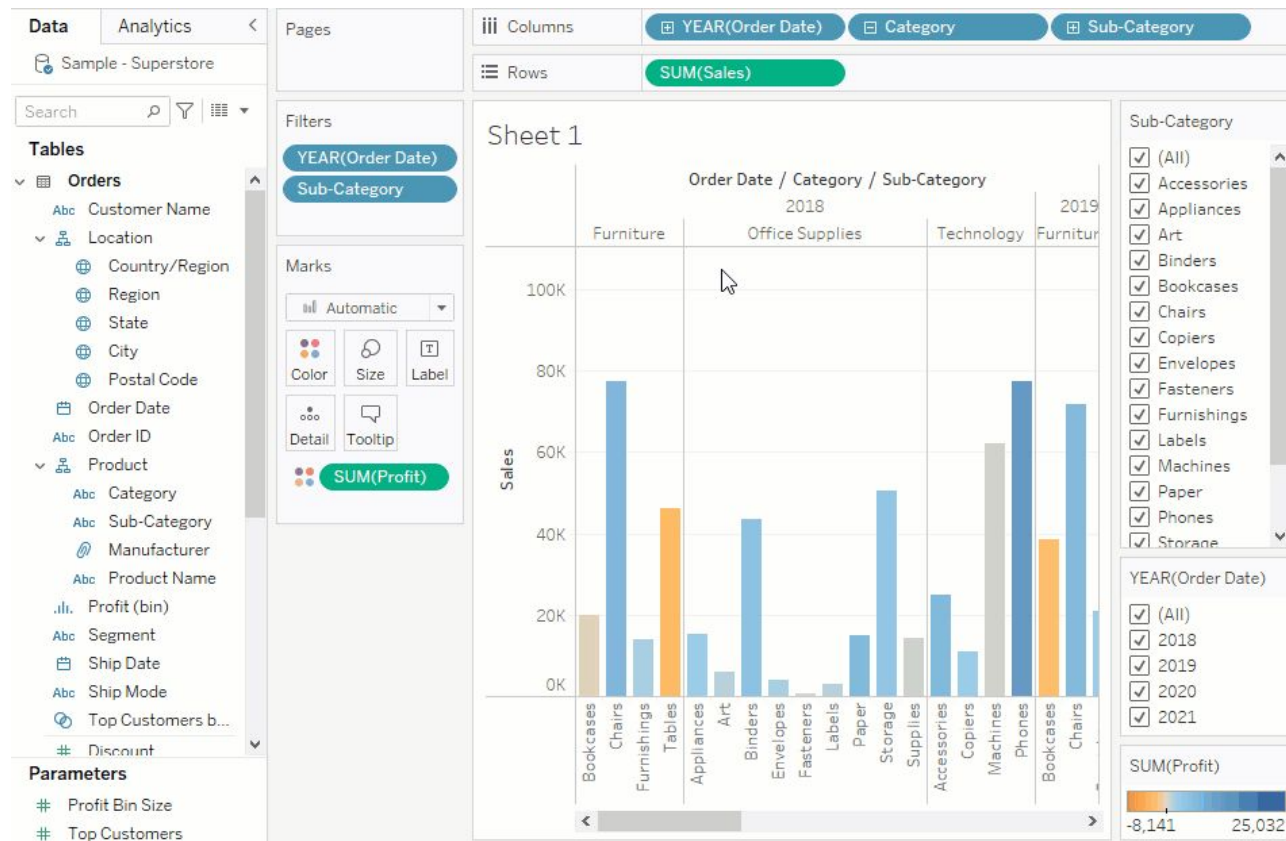 Data Analytics
Sample - Superstore
Search
Tables
Orders
Abc Customer Name
Location
Country/Region
Region
State
City
Postal Code
Order Date
Abc Order ID
Product
Abc Category
Abc Sub-Category
Manufacturer
Abc Product Name
Profit (bin)
Abc Segment
Ship Date
Abc Ship Mode
Top Customers b...
# Discount
Parameters
# Profit Bin Size
# Top Customers
Pages
Filters
YEAR(Order Date)
Sub-Category
Marks
Automatic
Color Size Label
Detail Tooltip
SUM(Profit)
Columns YEAR(Order Date) Category Sub-Category
Rows SUM(Sales)
Sheet 1
Order Date / Category / Sub-Category
2018 2019
Furniture Office Supplies Technology Furnitur
100K
80K
60K
40K
20K
0K
Sales
Bookcases
Chairs
Furnishings
Tables
Appliances
Art
Binders
Envelopes
Fasteners
Labels
Paper
Storage
Supplies
Accessories
Copiers
Machines
Phones
Bookcases
Chairs
Sub-Category
(All)
Accessories
Appliances
Art
Binders
Bookcases
Chairs
Copiers
Envelopes
Fasteners
Furnishings
Labels
Machines
Paper
Phones
Storage
YEAR(Order Date)
(All)
2018
2019
2020
2021
SUM(Profit)
-8,141 25,032